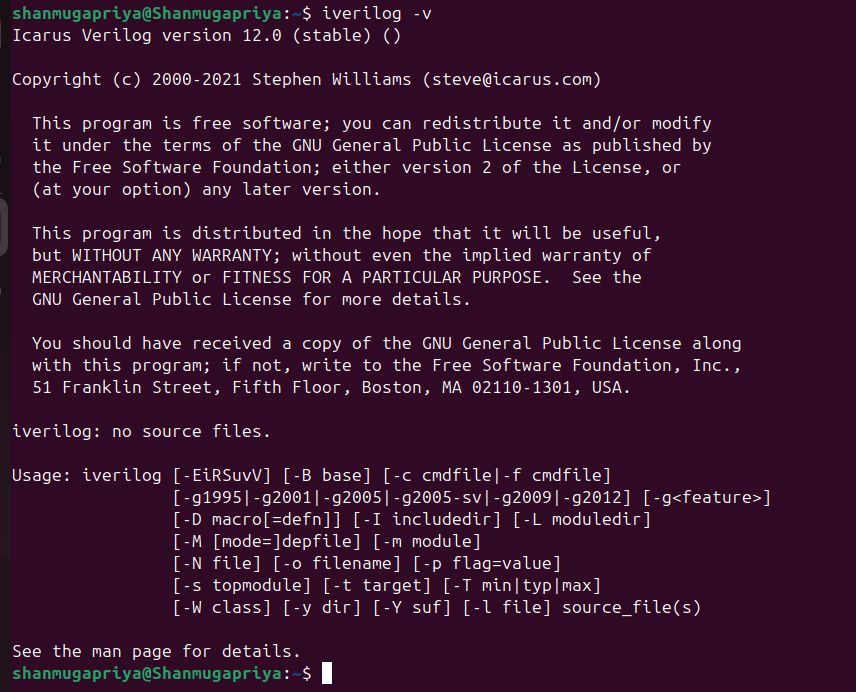 shanmugapriya@Shanmugapriya:~$ iverilog -v
Icarus Verilog version 12.0 (stable) ()
Copyright (c) 2000-2021 Stephen Williams (steve@icarus.com)
This program is free software; you can redistribute it and/or modify
it under the terms of the GNU General Public License as published by
the Free Software Foundation; either version 2 of the License, or
(at your option) any later version.
This program is distributed in the hope that it will be useful,
but WITHOUT ANY WARRANTY; without even the implied warranty of
MERCHANTABILITY or FITNESS FOR A PARTICULAR PURPOSE.  See the
GNU General Public License for more details.
You should have received a copy of the GNU General Public License along
with this program; if not, write to the Free Software Foundation, Inc.,
51 Franklin Street, Fifth Floor, Boston, MA 02110-1301, USA.
iverilog: no source files.
Usage: iverilog [-EiRSuvV] [-B base] [-c cmdfile|-f cmdfile]
[-g1995|-g2001|-g2005|-g2005-sv|-g2009|-g2012] [-g<feature>]
[-D macro[=defn]] [-I includedir] [-L moduledir]
[-M [mode=]depfile] [-m module]
[-N file] [-o filename] [-p flag=value]
[-s topmodule] [-t target] [-T min|typ|max]
[-W class] [-y dir] [-Y suf] [-l file] source_file(s)
See the man page for details.
shanmugapriya@Shanmugapriya:~$